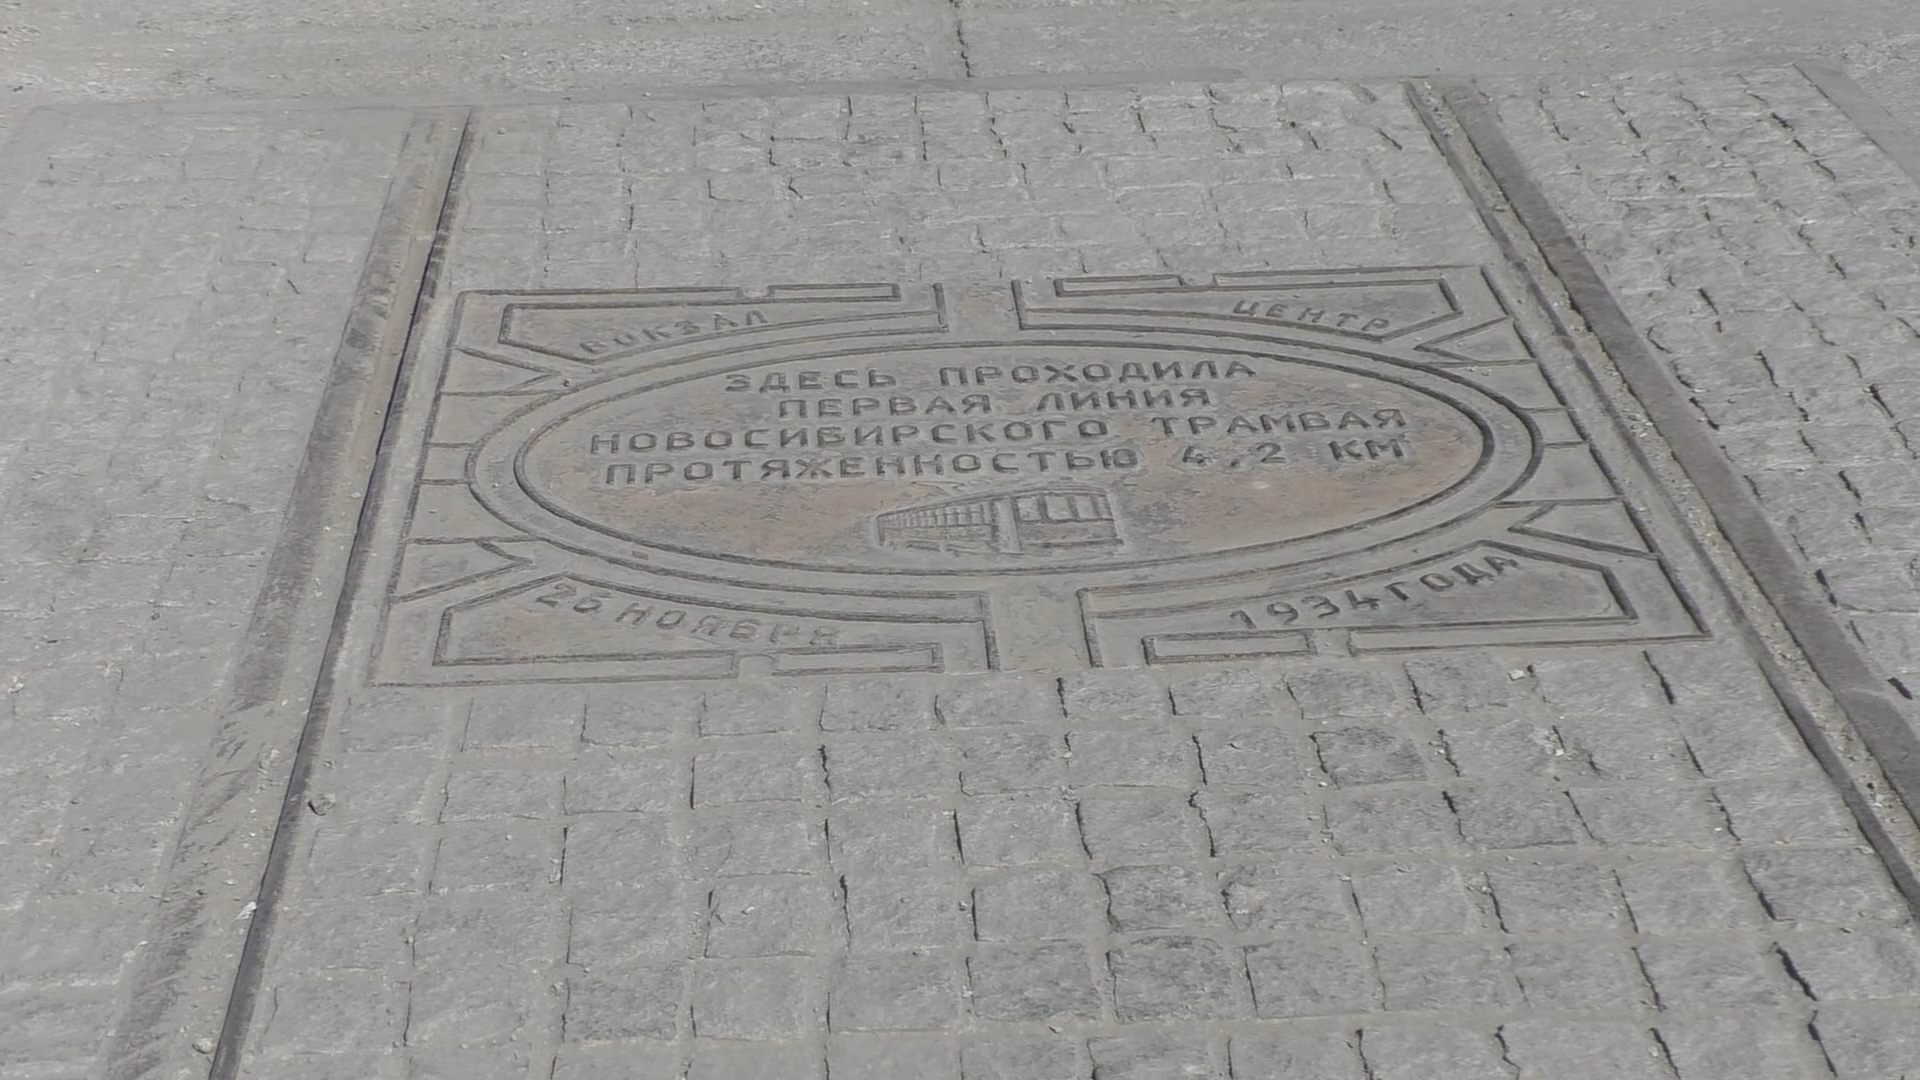 ВОКЗАЛ
ЦЕНТР
ЗДЕСЬ ПРОХОДИЛА
ПЕРВАЯ ЛИНИЯ
НОВОСИБИРСКОГО ТРАМВАЯ
ПРОТЯЖЕННОСТЬЮ 4,2 КМ
26 НОЯБРЯ
1934 ГОДА